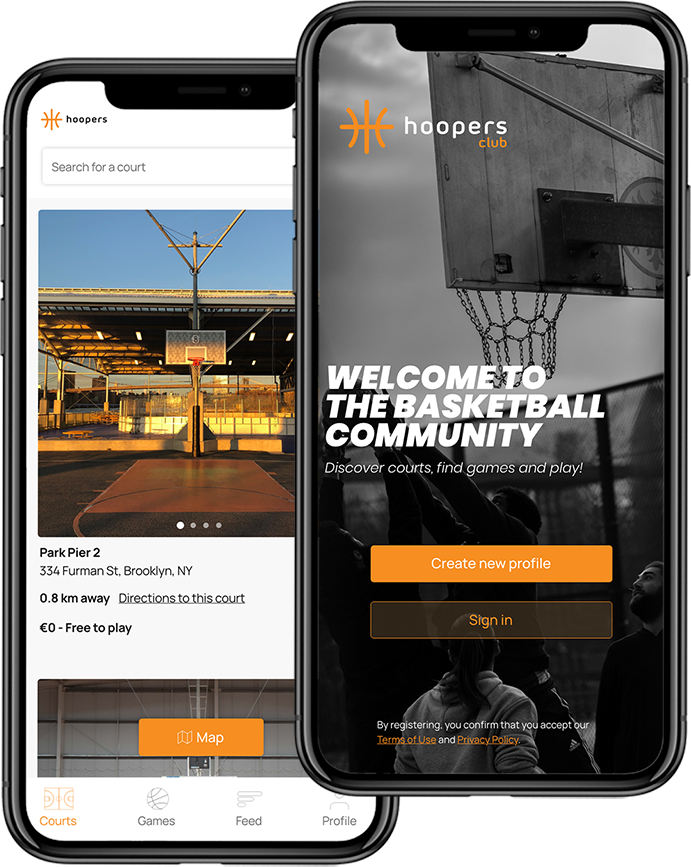 hoopers
Search for a court
Park Pier 2
334 Furman St, Brooklyn, NY
0.8 km away Directions to this court
€0 - Free to play
Map
Courts Games Feed Profile
hoopers
club
WELCOME TO
THE BASKETBALL
COMMUNITY
Discover courts, find games and play!
Create new profile
Sign in
By registering, you confirm that you accept our
Terms of Use and Privacy Policy.